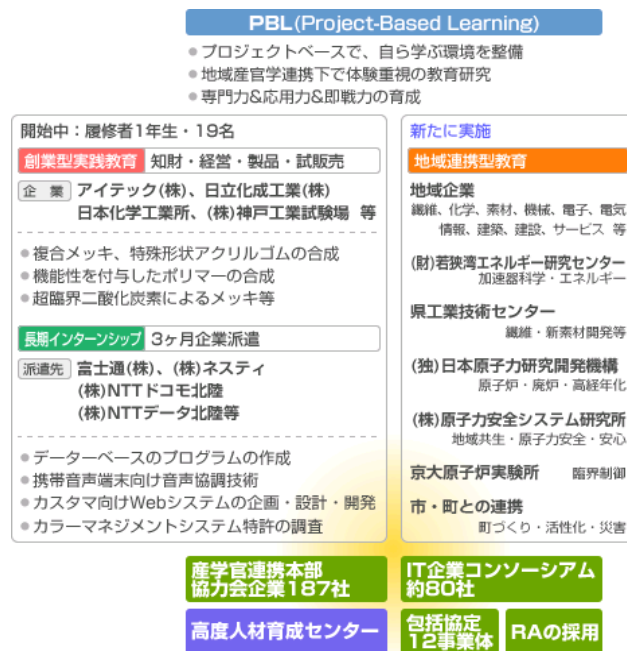 PBL(Project-Based Learning)
●プロジェクトベースで、自ら学ぶ環境を整備
●地域産官学連携下で体験重視の教育研究
●専門力&応用力&即戦力の育成
開始中：履修者1年生・19名
創業型実践教育 知財・経営・製品・試販売
企 業 アイテック(株)、日立化成工業(株)
日本化学工業所、(株)神戸工業試験場 等
●複合メッキ、特殊形状アクリルゴムの合成
●機能性を付与したポリマーの合成
●超臨界二酸化炭素によるメッキ等
長期インターンシップ 3ヶ月企業派遣
派遣先 富士通(株)、(株)ネスティ
(株)NTTドコモ北陸
(株)NTTデータ北陸等
●データーベースのプログラムの作成
●携帯音声端末向け音声協調技術
●カスタマ向けWebシステムの企画・設計・開発
●カラーマネジメントシステム特許の調査
新たに実施
地域連携型教育
地域企業
繊維、化学、素材、機械、電子、電気
情報、建築、建設、サービス 等
(財)若狭湾エネルギー研究センター
加速器科学・エネルギー
県工業技術センター
繊維・新素材開発等
(独)日本原子力研究開発機構
原子炉・廃炉・高経年化
(株)原子力安全システム研究所
地域共生・原子力安全・安心
京大原子炉実験所 臨界制御
市・町との連携
町づくり・活性化・災害
産学官連携本部
協力会企業187社
IT企業コンソーシアム
約80社
高度人材育成センター
包括協定
12事業体
RAの採用